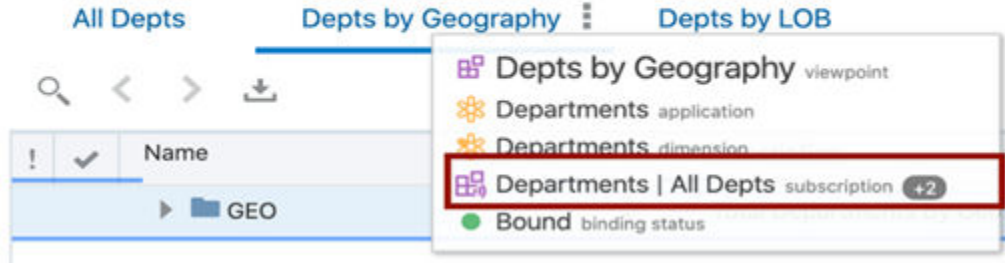 All Depts Depts by Geography Depts by LOB
Depts by Geography viewpoint
Departments application
! Name Departments dimension
Departments | All Depts subscription +2
GEO
Bound binding status